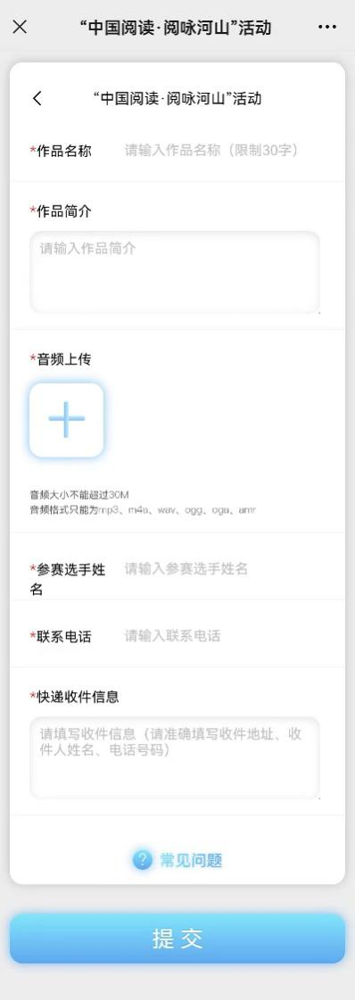 “中国阅读·阅咏河山”活动
“中国阅读·阅咏河山”活动
*作品名称 请输入作品名称（限制30字）
*作品简介
请输入作品简介
*音频上传
音频大小不能超过30M
音频格式只能为mp3、m4a、wav、ogg、oga、amr
*参赛选手姓名 请输入参赛选手姓名
*联系电话 请输入联系电话
*快递收件信息
请填写收件信息（请准确填写收件地址、收
件人姓名、电话号码）
? 常见问题
提交